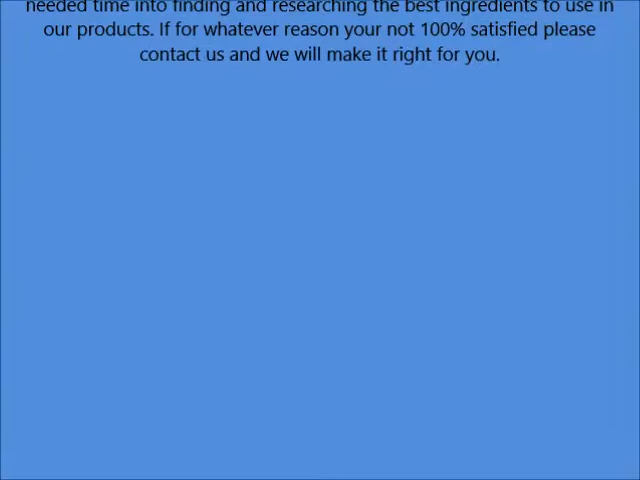 needed time into finding and researching the best ingredients to use in
our products. If for whatever reason your not 100% satisfied please
contact us and we will make it right for you.